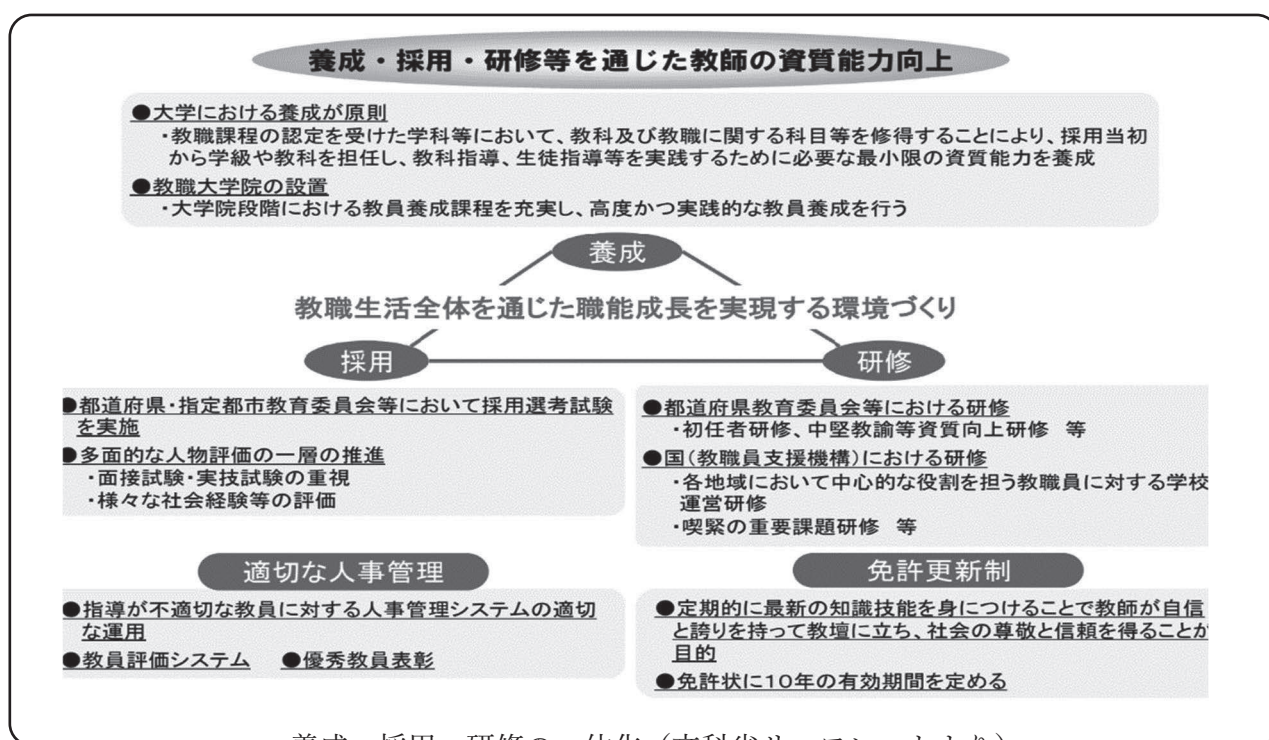 養成・採用・研修等を通じた教師の資質能力向上
●大学における養成が原則
・教職課程の認定を受けた学科等において、教科及び教職に関する科目等を修得することにより、採用当初
から学級や教科を担任し、教科指導、生徒指導等を実践するために必要な最小限の資質能力を養成
●教職大学院の設置
・大学院段階における教員養成課程を充実し、高度かつ実践的な教員養成を行う
養成
教職生活全体を通じた職能成長を実現する環境づくり
採用
研修
●都道府県・指定都市教育委員会等において採用選考試験
を実施
●多面的な人物評価の一層の推進
・面接試験・実技試験の重視
・様々な社会経験等の評価
●都道府県教育委員会等における研修
・初任者研修、中堅教諭等資質向上研修 等
●国(教職員支援機構)における研修
・各地域において中心的な役割を担う教職員に対する学校
運営研修
・喫緊の重要課題研修 等
適切な人事管理
●指導が不適切な教員に対する人事管理システムの適切
な運用
●教員評価システム ●優秀教員表彰
免許更新制
●定期的に最新の知識技能を身につけることで教師が自信
と誇りを持って教壇に立ち、社会の尊敬と信頼を得ることが
目的
●免許状に10年の有効期間を定める